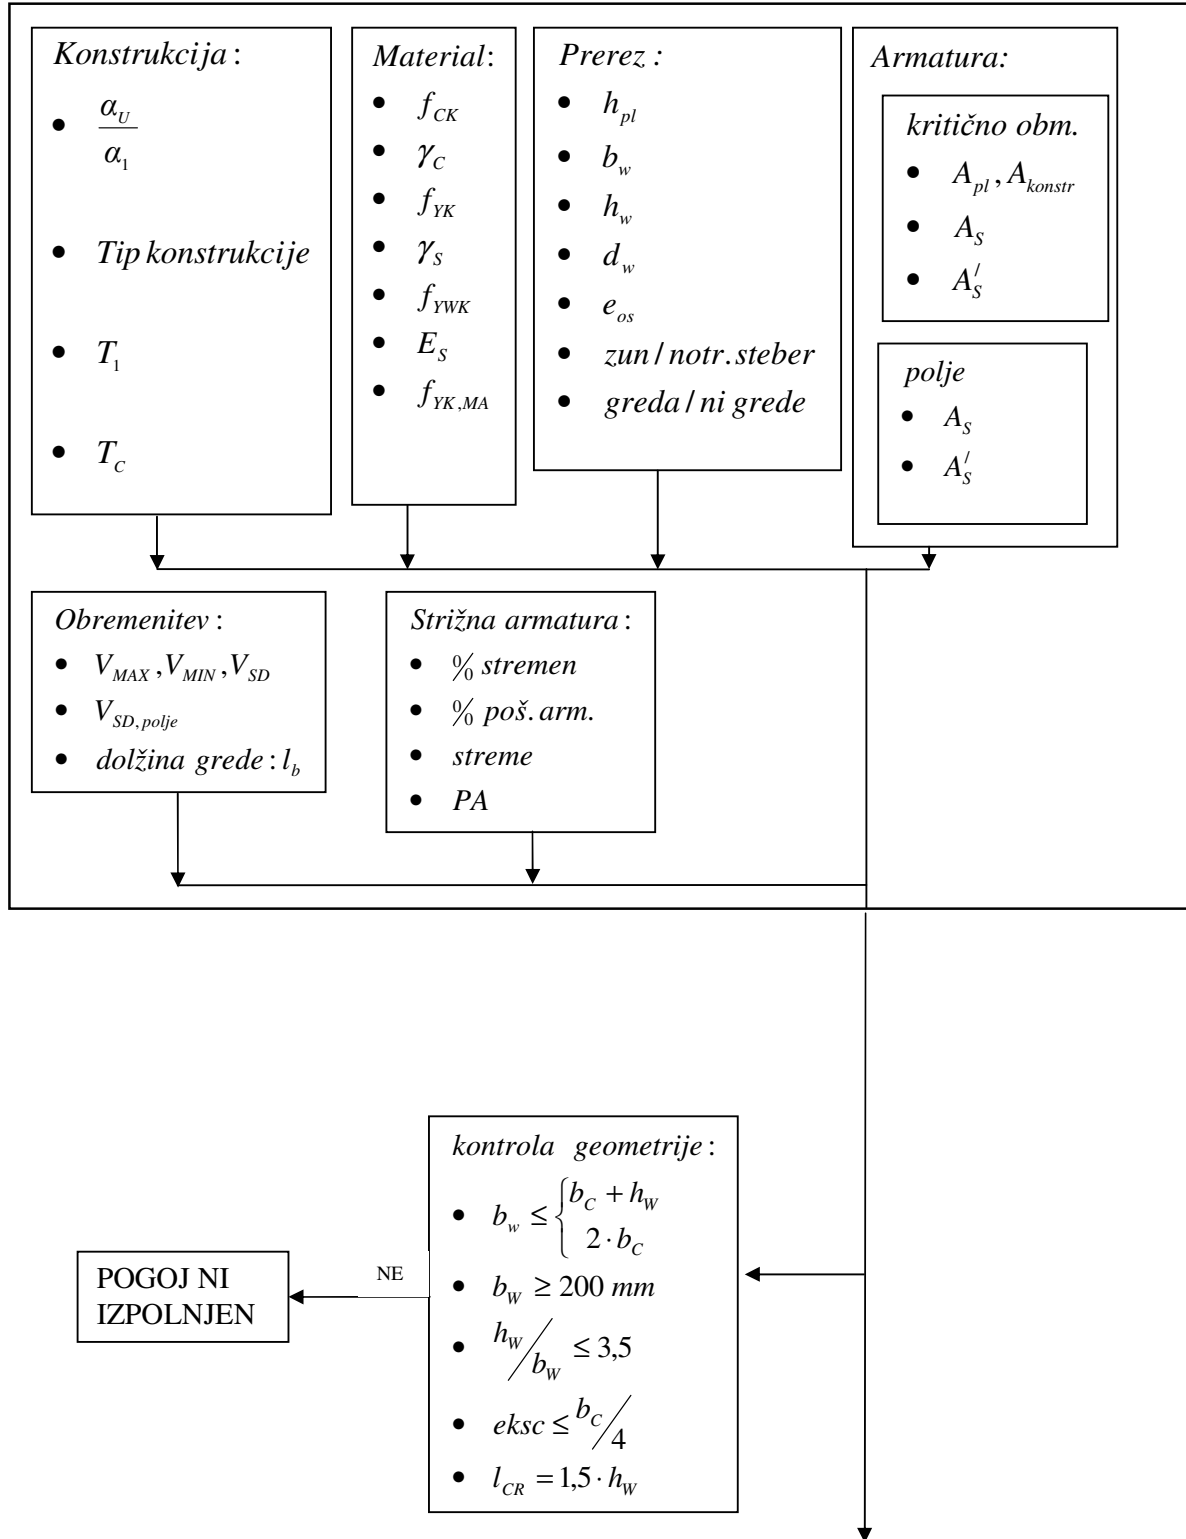 Konstrukcija :
• α_U / α_1
• Tip konstrukcije
• T_1
• T_C
Material:
• f_CK
• γ_C
• f_YK
• γ_S
• f_YWK
• E_S
• f_YK,MA
Prerez :
• h_pl
• b_w
• h_w
• d_w
• e_os
• zun / notr. steber
• greda / ni grede
Armatura:
kritično obm.
• A_pl , A_konstr
• A_S
• A_S^/
polje
• A_S
• A_S^/
Obremenitev :
• V_MAX , V_MIN , V_SD
• V_SD,polje
• dolžina grede : l_b
Strižna armatura :
• % stremen
• % poš. arm.
• streme
• PA
kontrola geometrije :
• b_w ≤ { b_C + h_W
2 · b_C
• b_W ≥ 200 mm
• h_W / b_W ≤ 3,5
• eksc ≤ b_C / 4
• l_CR = 1,5 · h_W
NE
POGOJ NI
IZPOLNJEN